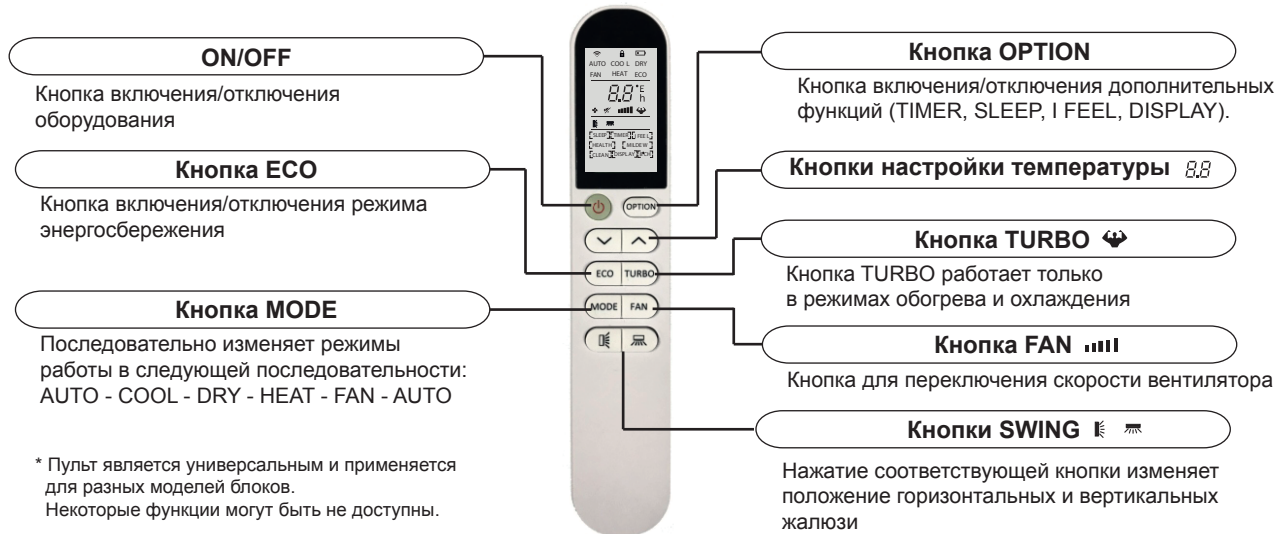 ON/OFF
Кнопка включения/отключения
оборудования
Кнопка ECO
Кнопка включения/отключения режима
энергосбережения
Кнопка MODE
Последовательно изменяет режимы
работы в следующей последовательности:
AUTO - COOL - DRY - HEAT - FAN - AUTO
* Пульт является универсальным и применяется
для разных моделей блоков.
Некоторые функции могут быть не доступны.
AUTO COOL DRY
FAN HEAT ECO
8.8 °F h
SLEEP TIMER I FEEL
HEALTH MILDEW
CLEAN DISPLAY
OPTION
ECO TURBO
MODE FAN
Кнопка OPTION
Кнопка включения/отключения дополнительных
функций (TIMER, SLEEP, I FEEL, DISPLAY).
Кнопки настройки температуры 8.8
Кнопка TURBO
Кнопка TURBO работает только
в режимах обогрева и охлаждения
Кнопка FAN
Кнопка для переключения скорости вентилятора
Кнопки SWING
Нажатие соответствующей кнопки изменяет
положение горизонтальных и вертикальных
жалюзи